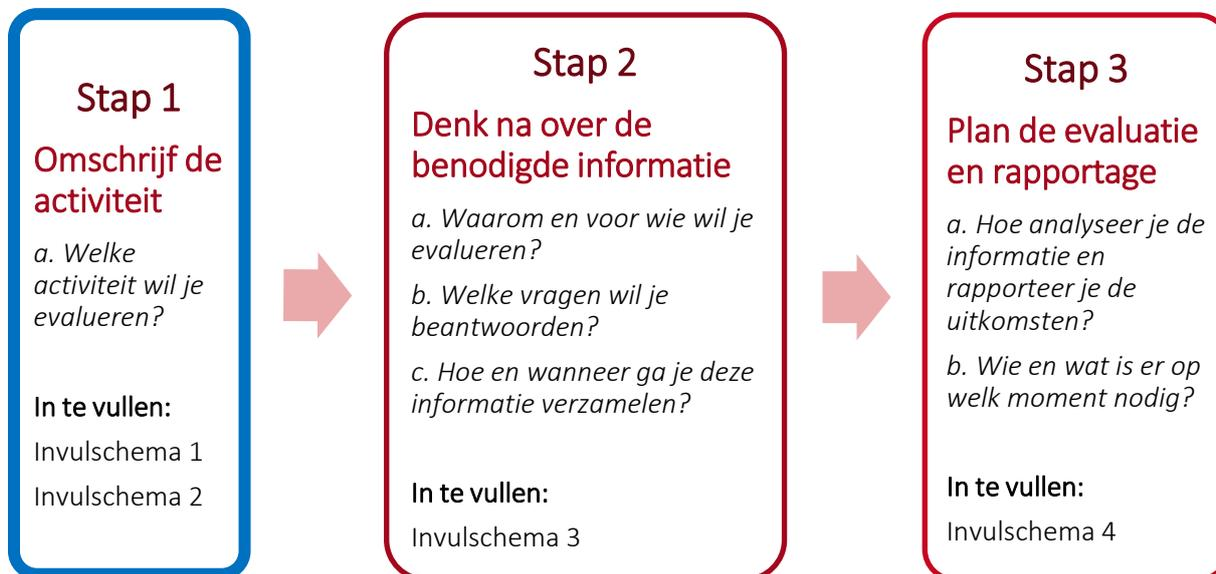 Stap 1
Omschrijf de
activiteit
a. Welke
activiteit wil je
evalueren?
In te vullen:
Invulschema 1
Invulschema 2
Stap 2
Denk na over de
benodigde informatie
a. Waarom en voor wie wil je
evalueren?
b. Welke vragen wil je
beantwoorden?
c. Hoe en wanneer ga je deze
informatie verzamelen?
In te vullen:
Invulschema 3
Stap 3
Plan de evaluatie
en rapportage
a. Hoe analyseer je de
informatie en
rapporteer je de
uitkomsten?
b. Wie en wat is er op
welk moment nodig?
In te vullen:
Invulschema 4